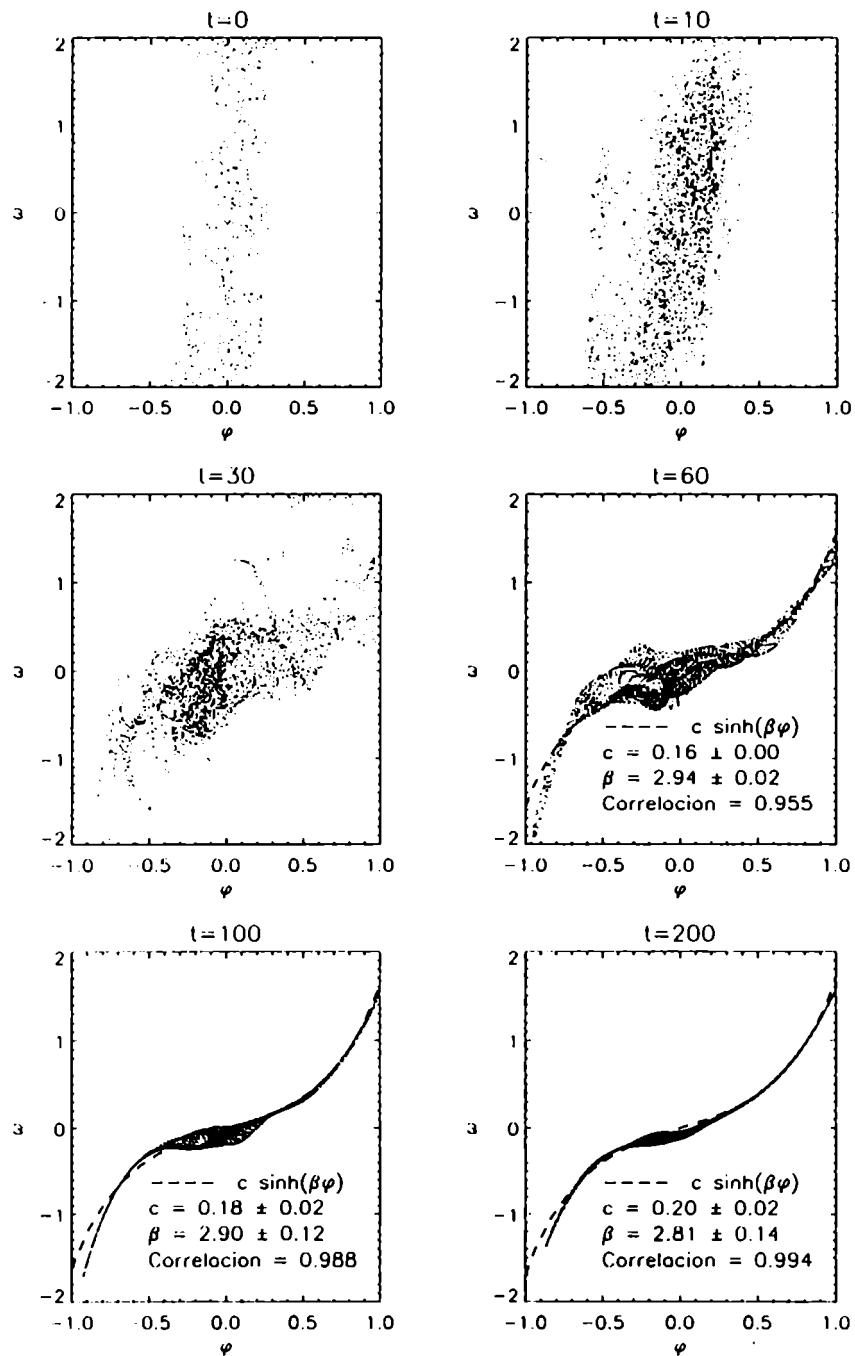 t=0
t=10
2
1
0
-1
-2
ω
-1.0 -0.5 0.0 0.5 1.0
φ
2
1
0
-1
-2
ω
-1.0 -0.5 0.0 0.5 1.0
φ
t=30
t=60
2
1
0
-1
-2
ω
-1.0 -0.5 0.0 0.5 1.0
φ
2
1
0
-1
-2
ω
c sinh(βφ)
c = 0.16 ± 0.00
β = 2.94 ± 0.02
Correlacion = 0.955
-1.0 -0.5 0.0 0.5 1.0
φ
t=100
t=200
2
1
0
-1
-2
ω
c sinh(βφ)
c = 0.18 ± 0.02
β = 2.90 ± 0.12
Correlacion = 0.988
-1.0 -0.5 0.0 0.5 1.0
φ
2
1
0
-1
-2
ω
c sinh(βφ)
c = 0.20 ± 0.02
β = 2.81 ± 0.14
Correlacion = 0.994
-1.0 -0.5 0.0 0.5 1.0
φ